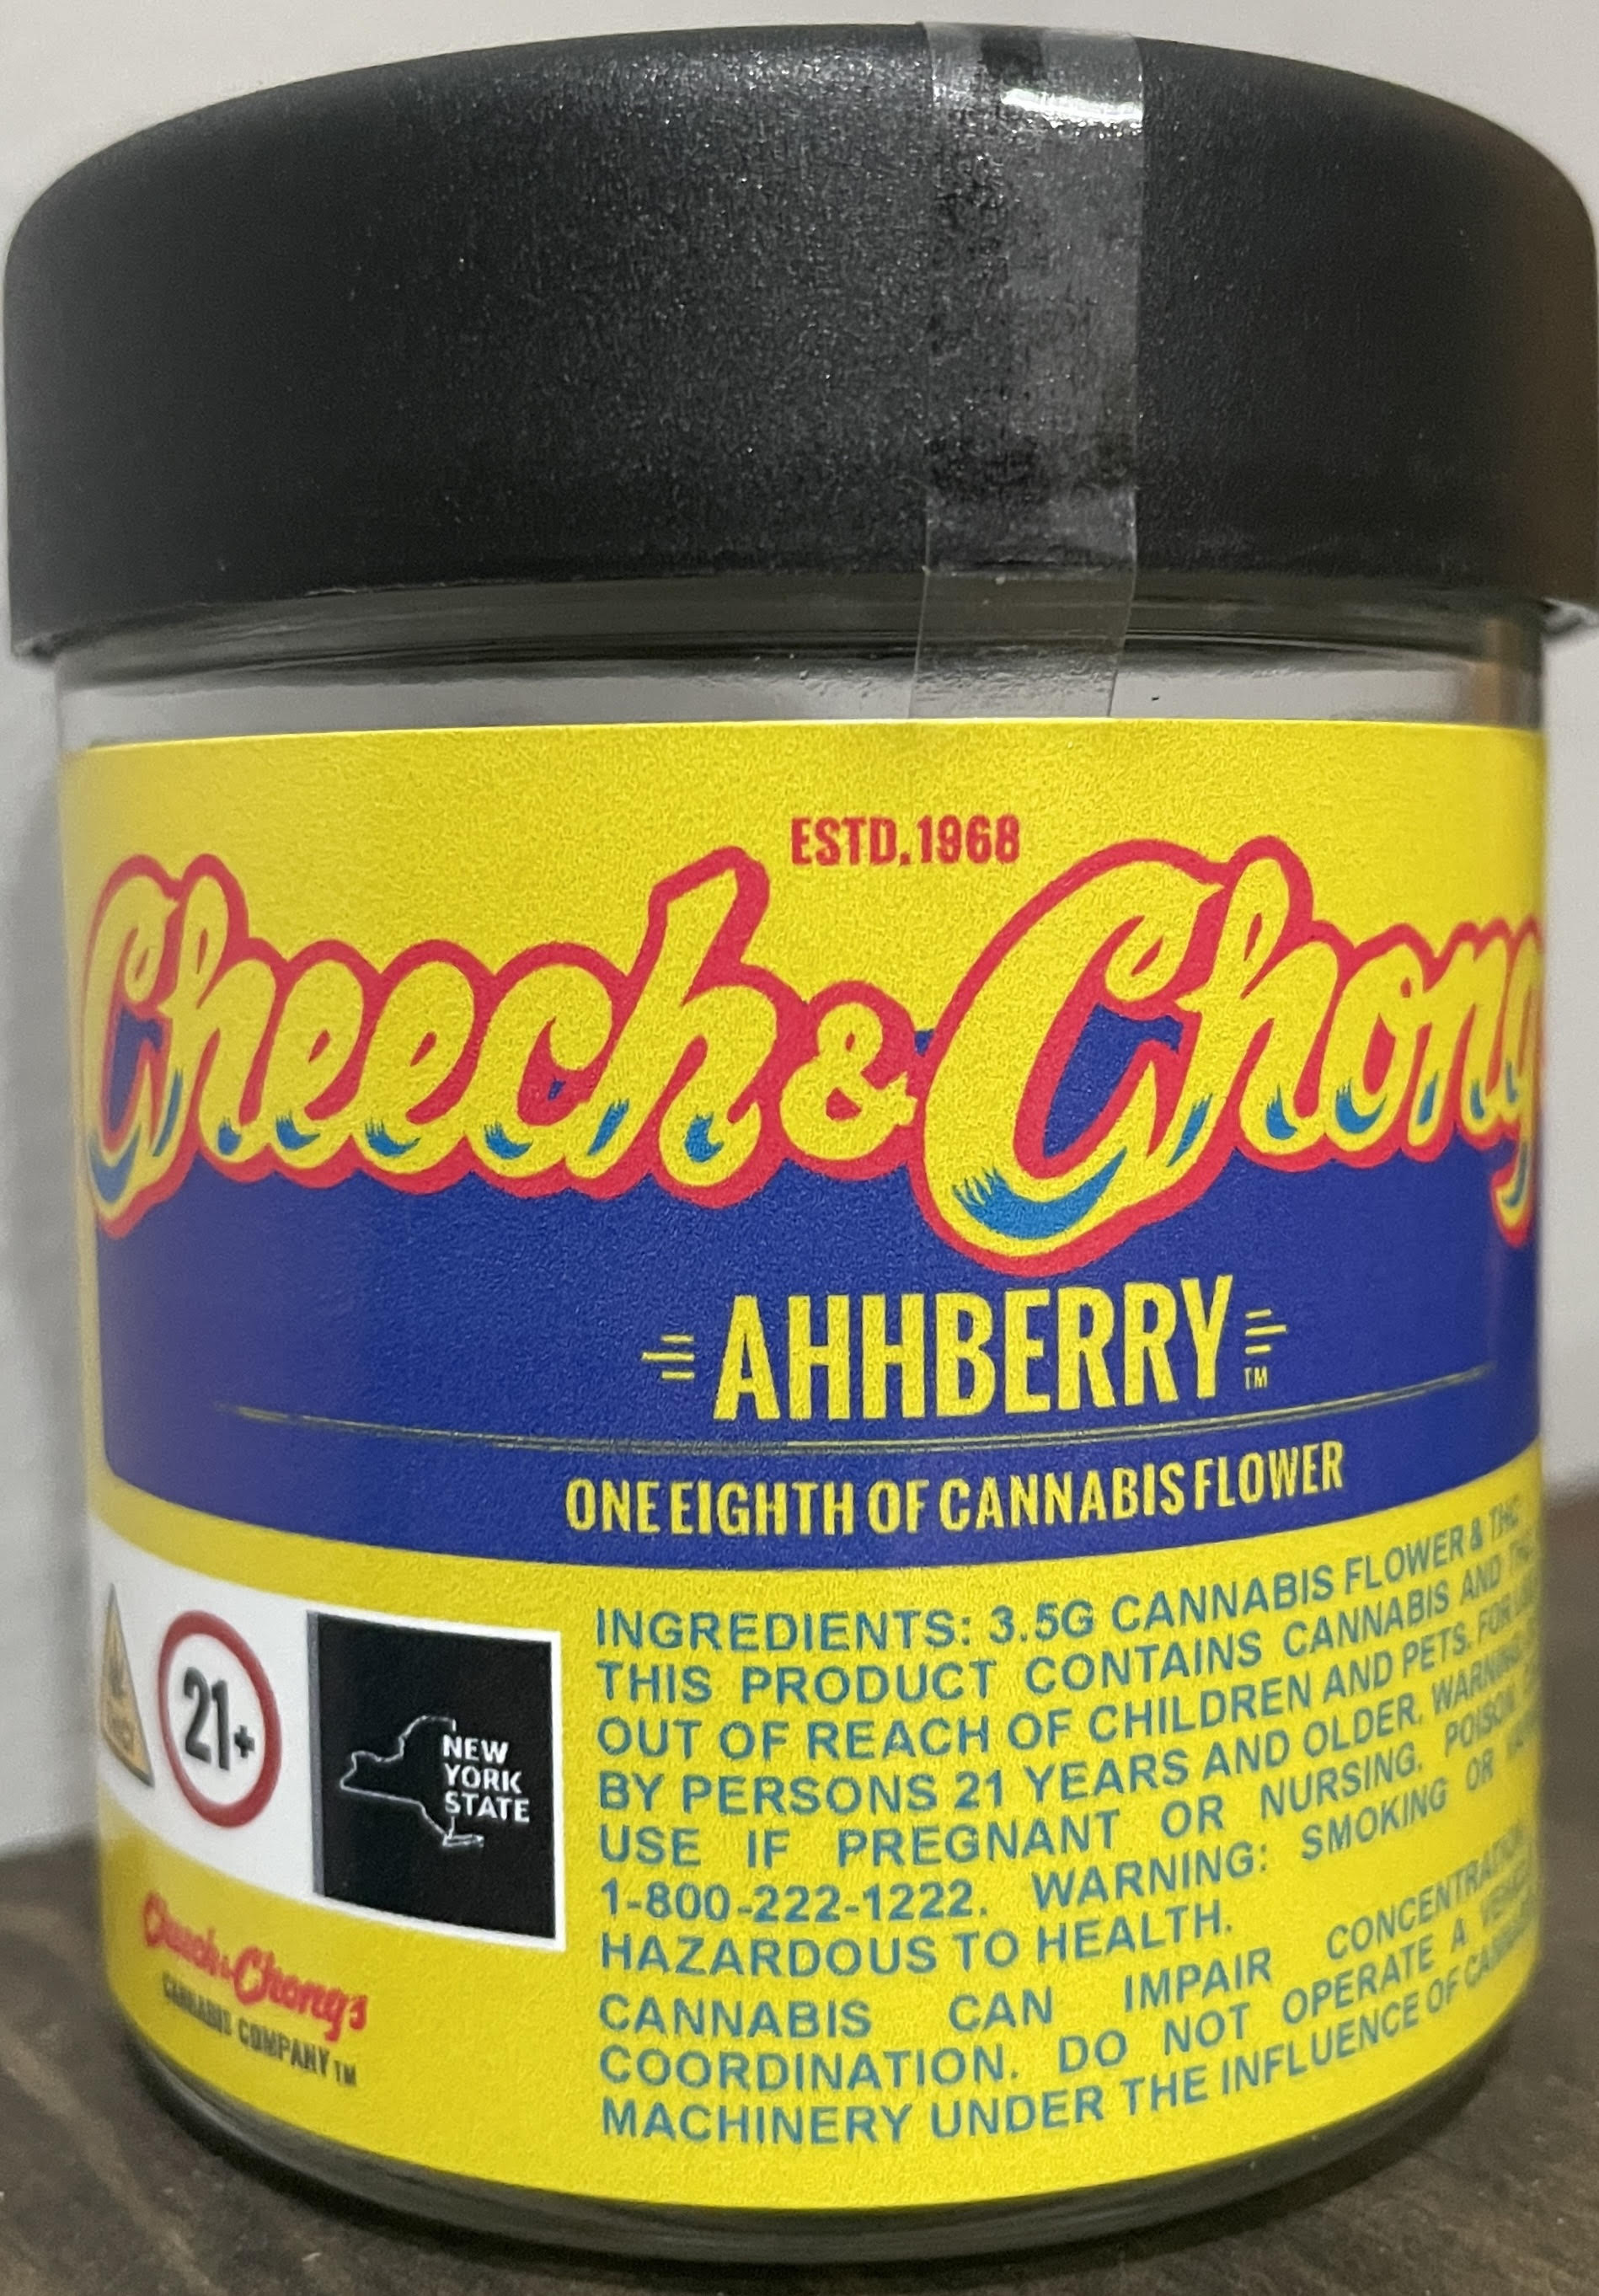 ESTD.1968
Cheech & Chong
AHHBERRY TM
ONE EIGHTH OF CANNABIS FLOWER
INGREDIENTS: 3.5G CANNABIS FLOWER & THC
THIS PRODUCT CONTAINS CANNABIS AND
OUT OF REACH OF CHILDREN AND PETS. FOR
BY PERSONS 21 YEARS AND OLDER. WARNING
USE IF PREGNANT OR NURSING. POISON
1-800-222-1222. WARNING: SMOKING OR
HAZARDOUS TO HEALTH.
CANNABIS CAN IMPAIR CONCENTRATION
COORDINATION. DO NOT OPERATE A
MACHINERY UNDER THE INFLUENCE OF
21+
NEW
YORK
STATE
Cheech & Chong's
CANNABIS COMPANY TM